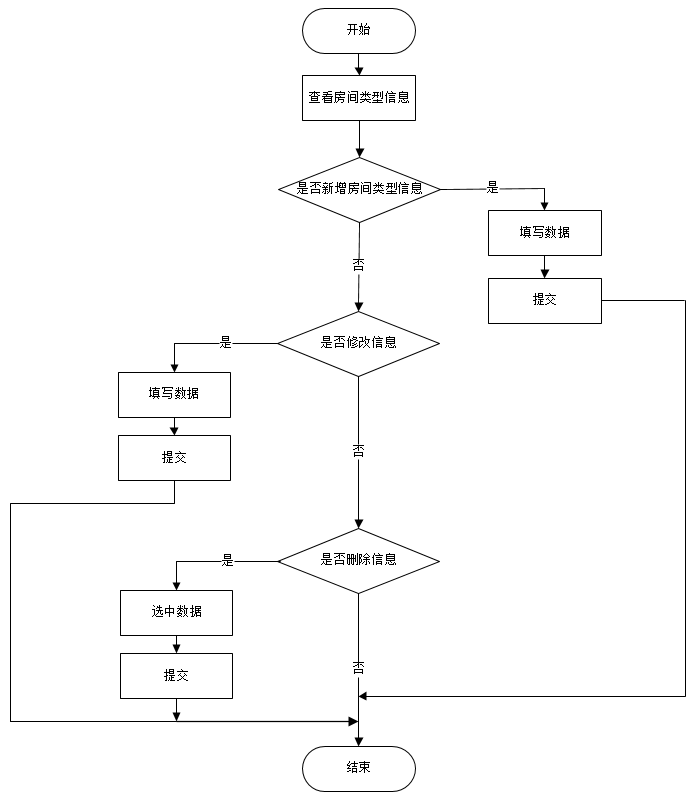 开始
查看房间类型信息
是否新增房间类型信息
是
填写数据
否
提交
是
是否修改信息
填写数据
否
提交
是
是否删除信息
选中数据
否
提交
结束